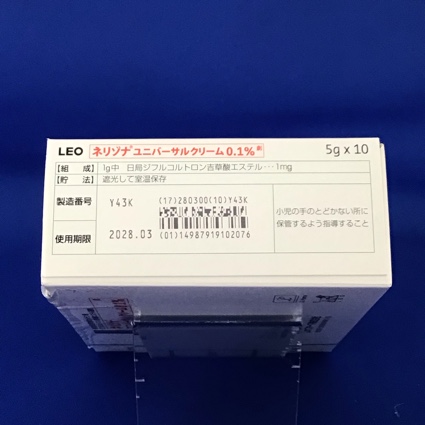 LEO ネリゾナ®ユニバーサルクリーム0.1% 5g x 10
【組 成】 1g中 日局ジフルコルトロン吉草酸エステル･･･1mg
【貯 法】 遮光して室温保存
製造番号 Y43K
(17)280300(10)Y43K
使用期限 2028.03
(01)14987919102076
小児の手のとどかない所に
保管するよう指導すること